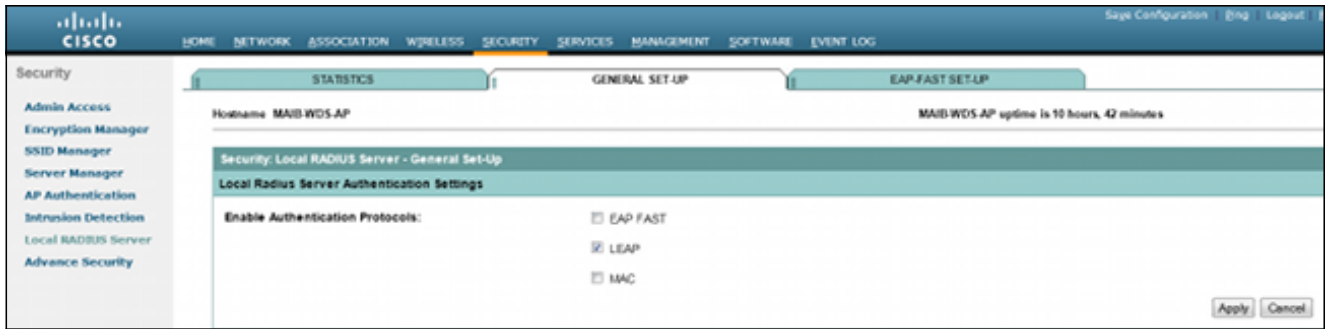 Save Configuration Ping Logout
CISCO
HOME NETWORK ASSOCIATION WIRELESS SECURITY SERVICES MANAGEMENT SOFTWARE EVENT LOG
Security
STATISTICS GENERAL SET-UP EAP-FAST SET-UP
Admin Access
Encryption Manager
SSID Manager
Server Manager
AP Authentication
Intrusion Detection
Local RADIUS Server
Advance Security
Hostname MAIB-WDS-AP MAIB-WDS-AP uptime is 10 hours, 42 minutes
Security: Local RADIUS Server - General Set-Up
Local Radius Server Authentication Settings
Enable Authentication Protocols: EAP FAST
LEAP
MAC
Apply Cancel